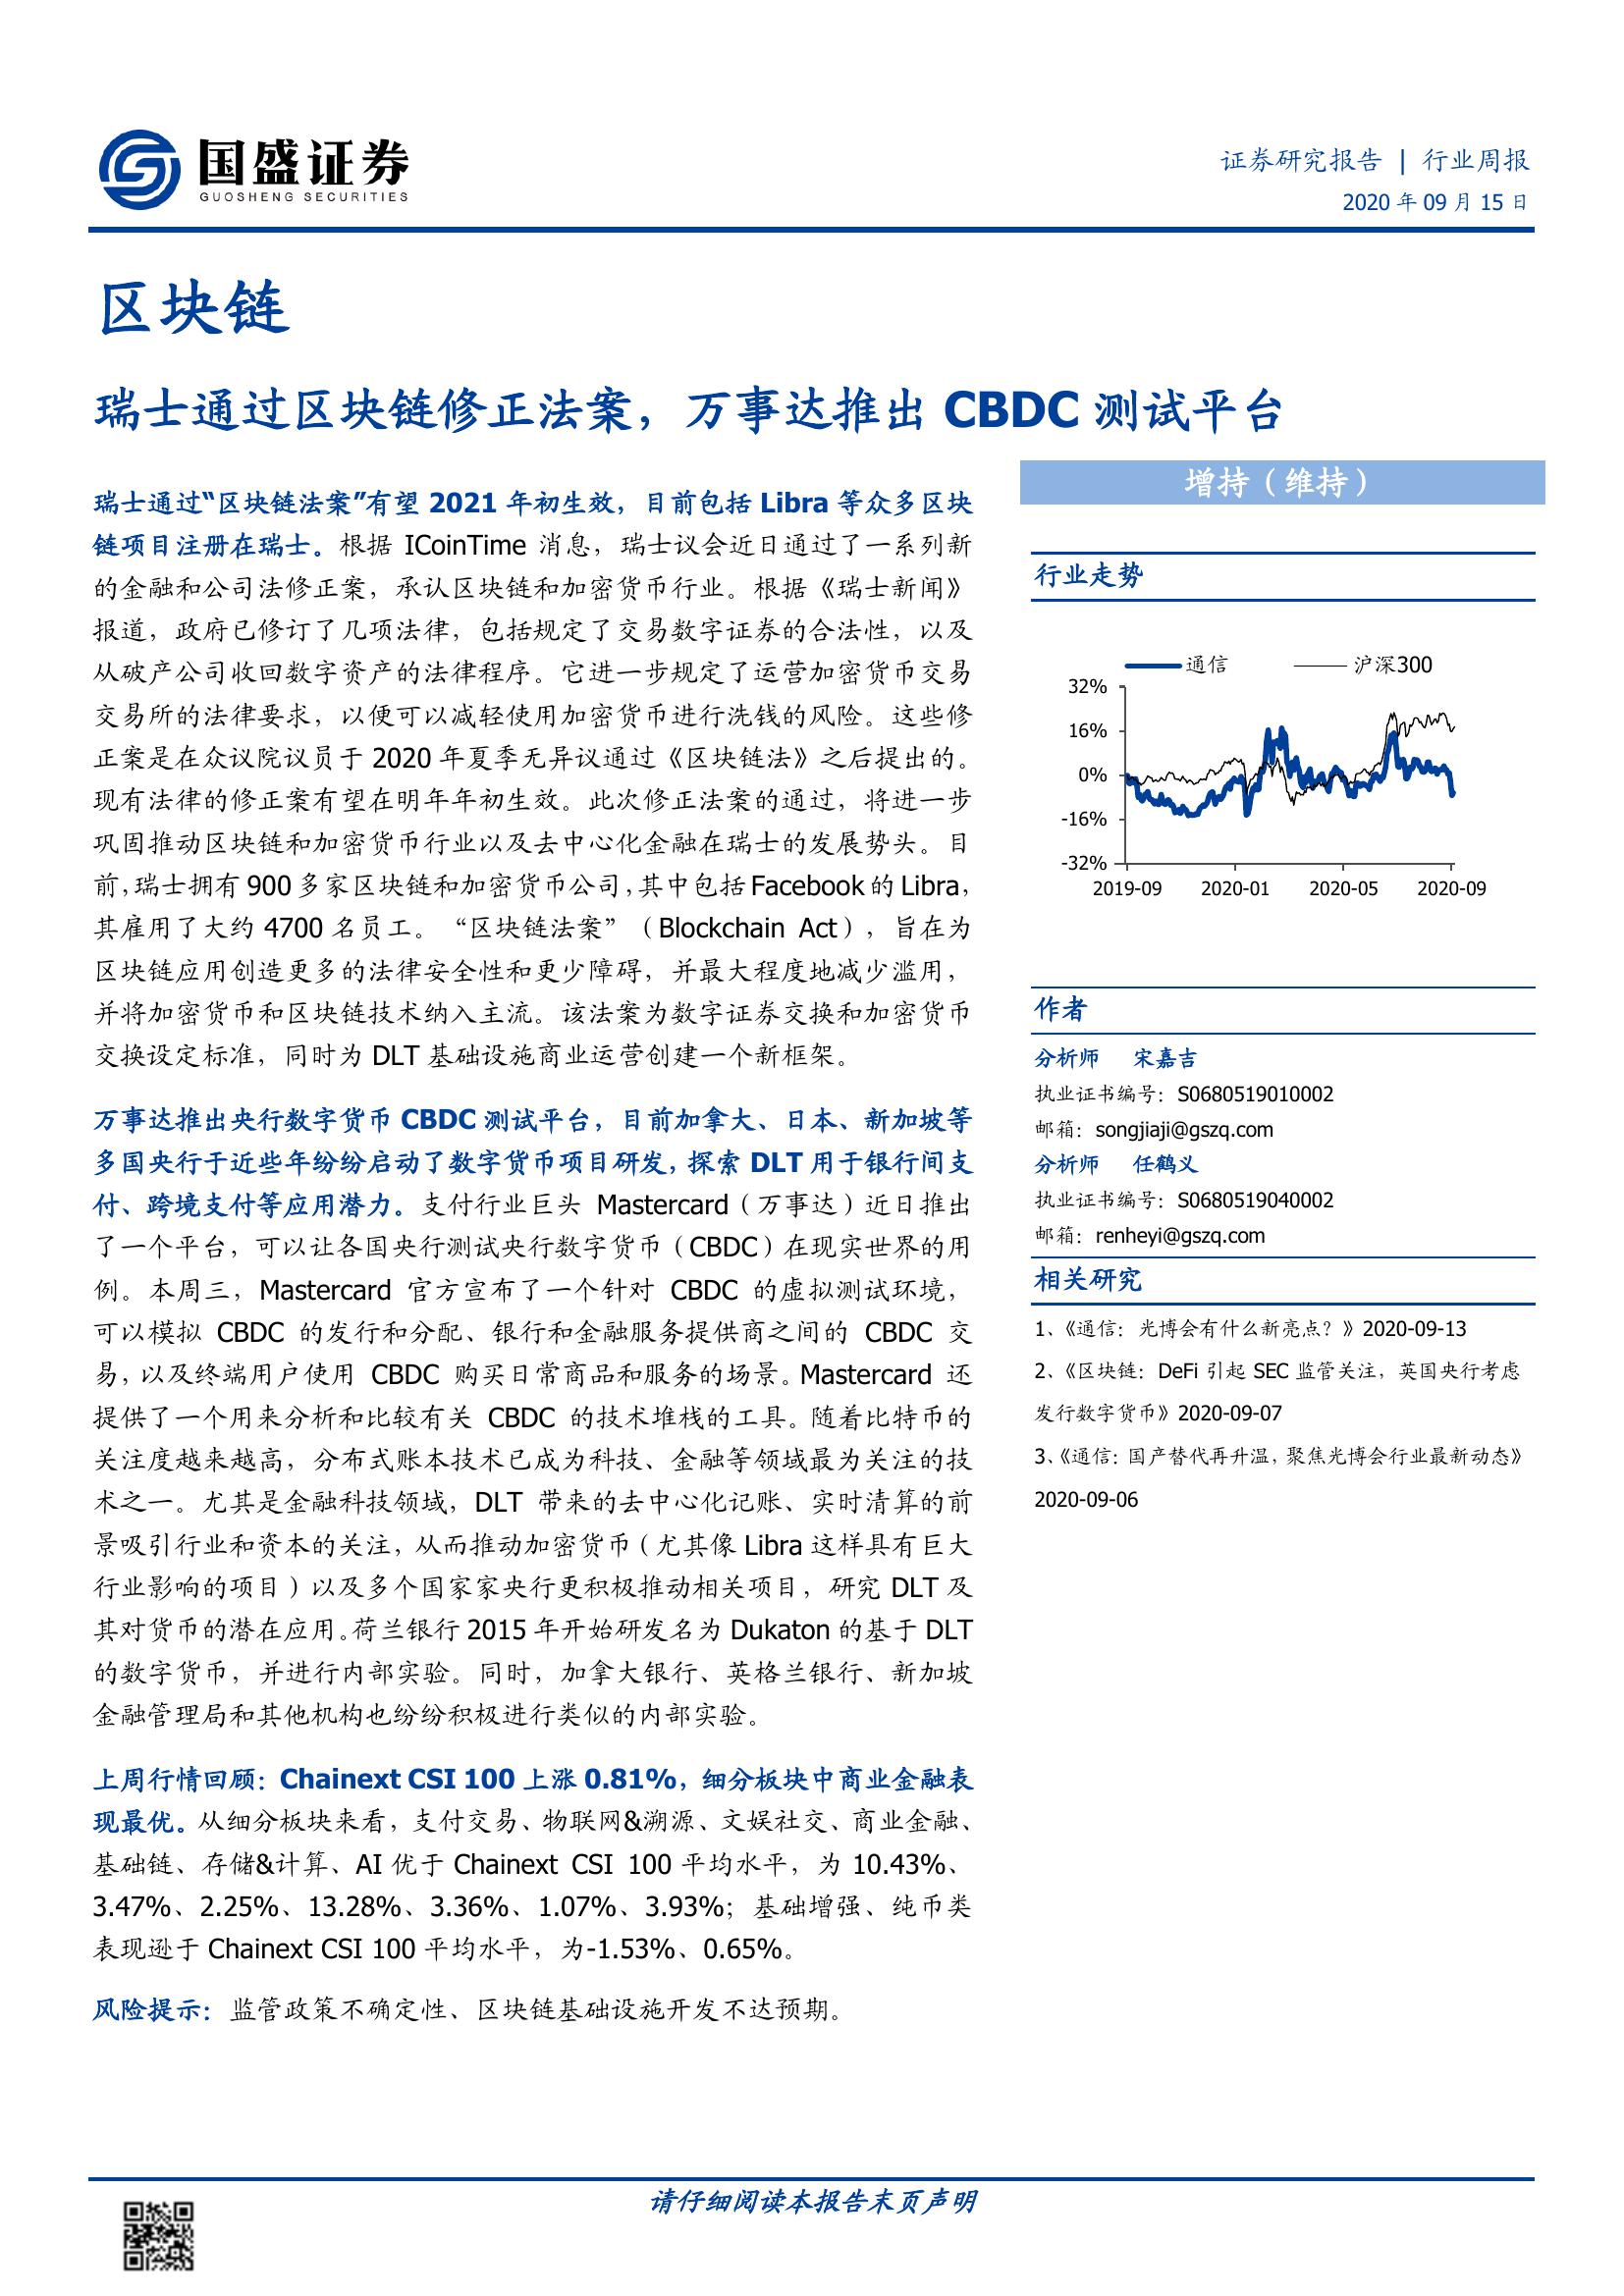 国盛证券
GUOSHENG SECURITIES
证券研究报告 | 行业周报
2020 年 09 月 15 日
区块链
瑞士通过区块链修正法案，万事达推出 CBDC 测试平台
瑞士通过“区块链法案”有望 2021 年初生效，目前包括 Libra 等众多区块
链项目注册在瑞士。根据 ICoinTime 消息，瑞士议会近日通过了一系列新
的金融和公司法修正案，承认区块链和加密货币行业。根据《瑞士新闻》
报道，政府已修订了几项法律，包括规定了交易数字证券的合法性，以及
从破产公司收回数字资产的法律程序。它进一步规定了运营加密货币交易
交易所的法律要求，以便可以减轻使用加密货币进行洗钱的风险。这些修
正案是在众议院议员于 2020 年夏季无异议通过《区块链法》之后提出的。
现有法律的修正案有望在明年年初生效。此次修正法案的通过，将进一步
巩固推动区块链和加密货币行业以及去中心化金融在瑞士的发展势头。目
前，瑞士拥有 900 多家区块链和加密货币公司，其中包括 Facebook 的 Libra，
其雇用了大约 4700 名员工。“区块链法案”（Blockchain Act），旨在为
区块链应用创造更多的法律安全性和更少障碍，并最大程度地减少滥用，
并将加密货币和区块链技术纳入主流。该法案为数字证券交换和加密货币
交换设定标准，同时为 DLT 基础设施商业运营创建一个新框架。
万事达推出央行数字货币 CBDC 测试平台，目前加拿大、日本、新加坡等
多国央行于近些年纷纷启动了数字货币项目研发，探索 DLT 用于银行间支
付、跨境支付等应用潜力。支付行业巨头 Mastercard（万事达）近日推出
了一个平台，可以让各国央行测试央行数字货币（CBDC）在现实世界的用
例。本周三，Mastercard 官方宣布了一个针对 CBDC 的虚拟测试环境，
可以模拟 CBDC 的发行和分配、银行和金融服务提供商之间的 CBDC 交
易，以及终端用户使用 CBDC 购买日常商品和服务的场景。Mastercard 还
提供了一个用来分析和比较有关 CBDC 的技术堆栈的工具。随着比特币的
关注度越来越高，分布式账本技术已成为科技、金融等领域最为关注的技
术之一。尤其是金融科技领域，DLT 带来的去中心化记账、实时清算的前
景吸引行业和资本的关注，从而推动加密货币（尤其像 Libra 这样具有巨大
行业影响的项目）以及多个国家家央行更积极推动相关项目，研究 DLT 及
其对货币的潜在应用。荷兰银行 2015 年开始研发名为 Dukaton 的基于 DLT
的数字货币，并进行内部实验。同时，加拿大银行、英格兰银行、新加坡
金融管理局和其他机构也纷纷积极进行类似的内部实验。
上周行情回顾：Chainext CSI 100 上涨 0.81%，细分板块中商业金融表
现最优。从细分板块来看，支付交易、物联网&溯源、文娱社交、商业金融、
基础链、存储&计算、AI 优于 Chainext CSI 100 平均水平，为 10.43%、
3.47%、2.25%、13.28%、3.36%、1.07%、3.93%；基础增强、纯币类
表现逊于 Chainext CSI 100 平均水平，为-1.53%、0.65%。
风险提示：监管政策不确定性、区块链基础设施开发不达预期。
增持（维持）
行业走势
通信 沪深300
32%
16%
0%
-16%
-32%
2019-09 2020-01 2020-05 2020-09
作者
分析师 宋嘉吉
执业证书编号：S0680519010002
邮箱：songjiaji@gszq.com
分析师 任鹤义
执业证书编号：S0680519040002
邮箱：renheyi@gszq.com
相关研究
1、《通信：光博会有什么新亮点？》2020-09-13
2、《区块链：DeFi 引起 SEC 监管关注，英国央行考虑
发行数字货币》2020-09-07
3、《通信：国产替代再升温，聚焦光博会行业最新动态》
2020-09-06
请仔细阅读本报告末页声明